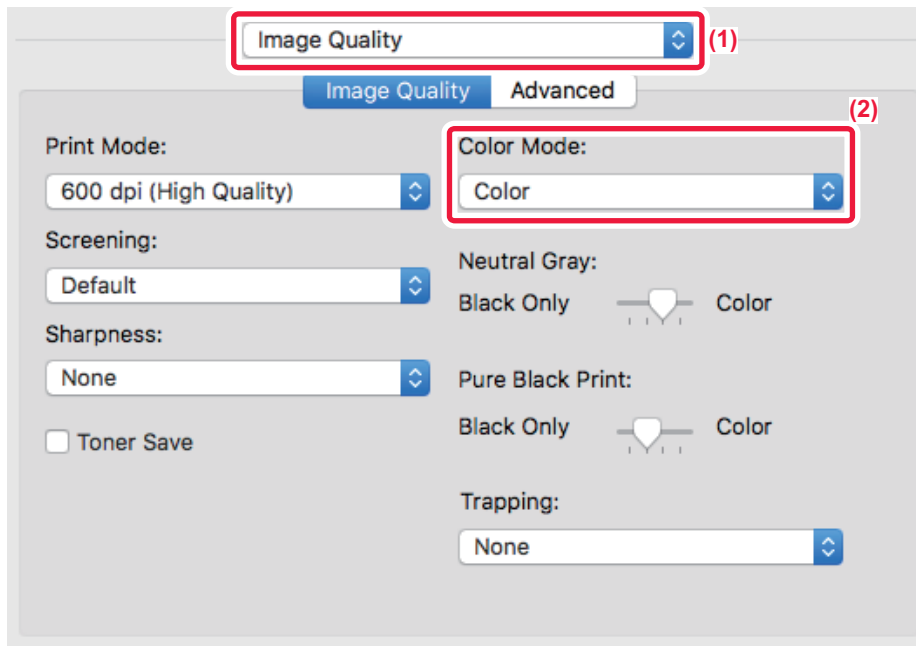 Image Quality
(1)
Image Quality
Advanced
(2)
Print Mode:
600 dpi (High Quality)
Screening:
Default
Sharpness:
None
Toner Save
Color Mode:
Color
Neutral Gray:
Black Only Color
Pure Black Print:
Black Only Color
Trapping:
None